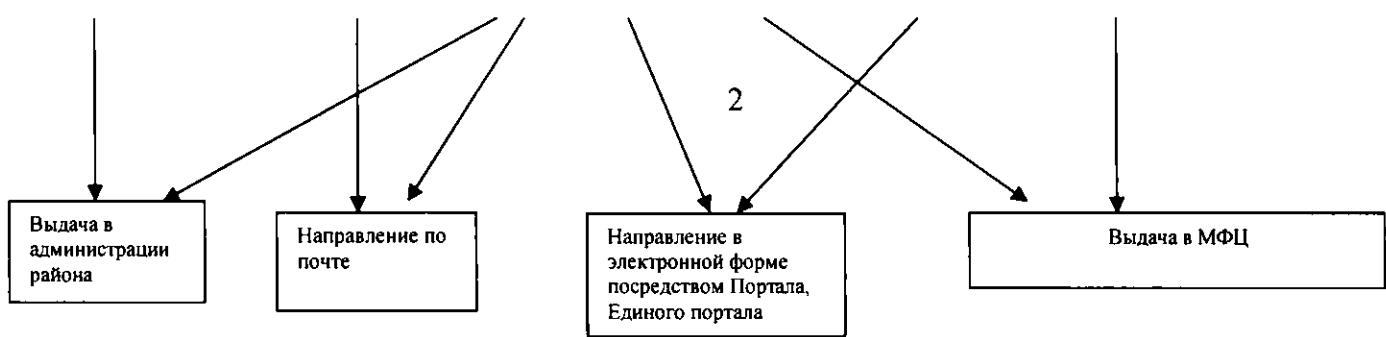 2
Выдача в
администрации
района
Направление по
почте
Направление в
электронной форме
посредством Портала,
Единого портала
Выдача в МФЦ